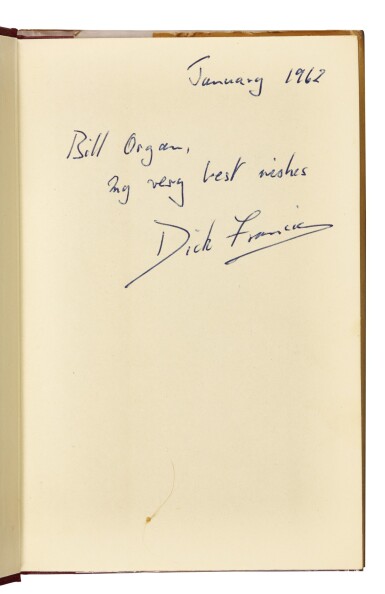 January 1962
Bill Organ,
My very best wishes
Dick Francis